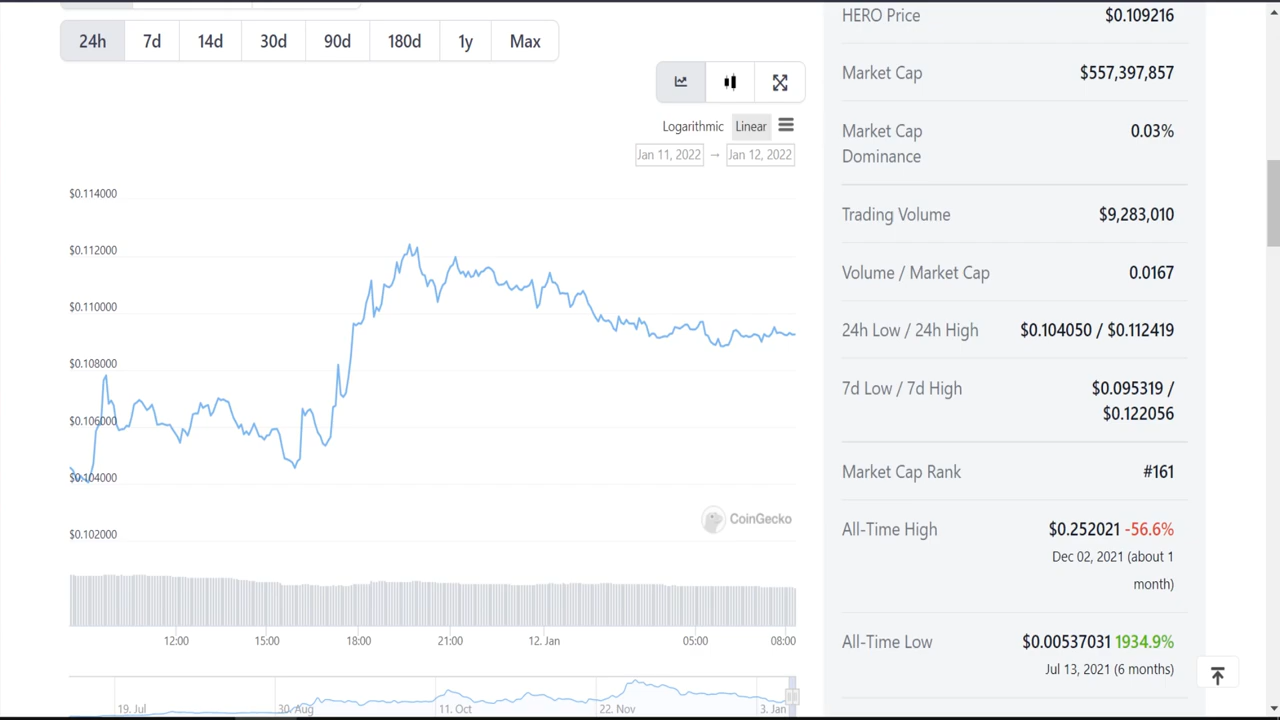 24h 7d 14d 30d 90d 180d 1y Max
Logarithmic Linear
Jan 11, 2022 → Jan 12, 2022
$0.114000
$0.112000
$0.110000
$0.108000
$0.106000
$0.104000
$0.102000
CoinGecko
12:00 15:00 18:00 21:00 12. Jan 05:00 08:00
19. Jul 30. Aug 11. Oct 22. Nov 3. Jan
HERO Price $0.109216
Market Cap $557,397,857
Market Cap
Dominance 0.03%
Trading Volume $9,283,010
Volume / Market Cap 0.0167
24h Low / 24h High $0.104050 / $0.112419
7d Low / 7d High $0.095319 /
$0.122056
Market Cap Rank #161
All-Time High $0.252021 -56.6%
Dec 02, 2021 (about 1
month)
All-Time Low $0.00537031 1934.9%
Jul 13, 2021 (6 months)